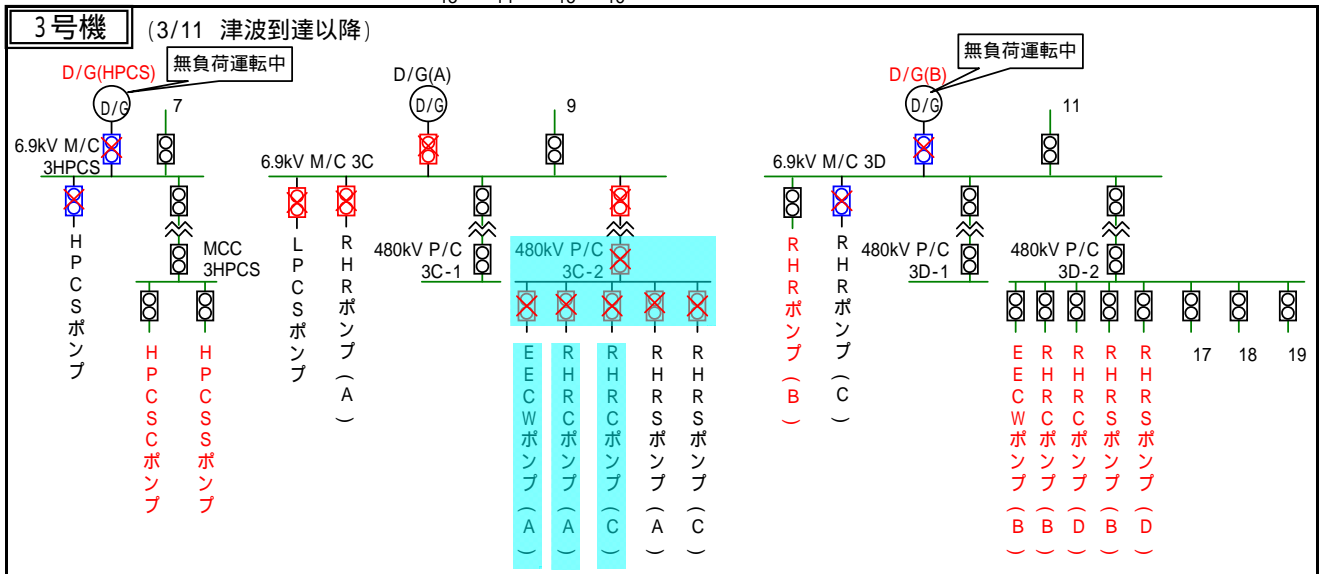 3号機
(3/11 津波到達以降)
D/G(HPCS)
無負荷運転中
D/G
7
6.9kV M/C
3HPCS
HPCSポンプ
MCC
3HPCS
HPCSCポンプ
HPCSSポンプ
D/G(A)
D/G
9
6.9kV M/C 3C
LPCSポンプ
RHRポンプ(A)
480kV P/C
3C-1
480kV P/C
3C-2
EECWポンプ(A)
RHRCポンプ(A)
RHRCポンプ(C)
RHRSポンプ(A)
RHRSポンプ(C)
D/G(B)
無負荷運転中
D/G
11
6.9kV M/C 3D
RHRポンプ(B)
RHRポンプ(C)
480kV P/C
3D-1
480kV P/C
3D-2
EECWポンプ(B)
RHRCポンプ(B)
RHRCポンプ(D)
RHRSポンプ(B)
RHRSポンプ(D)
17
18
19